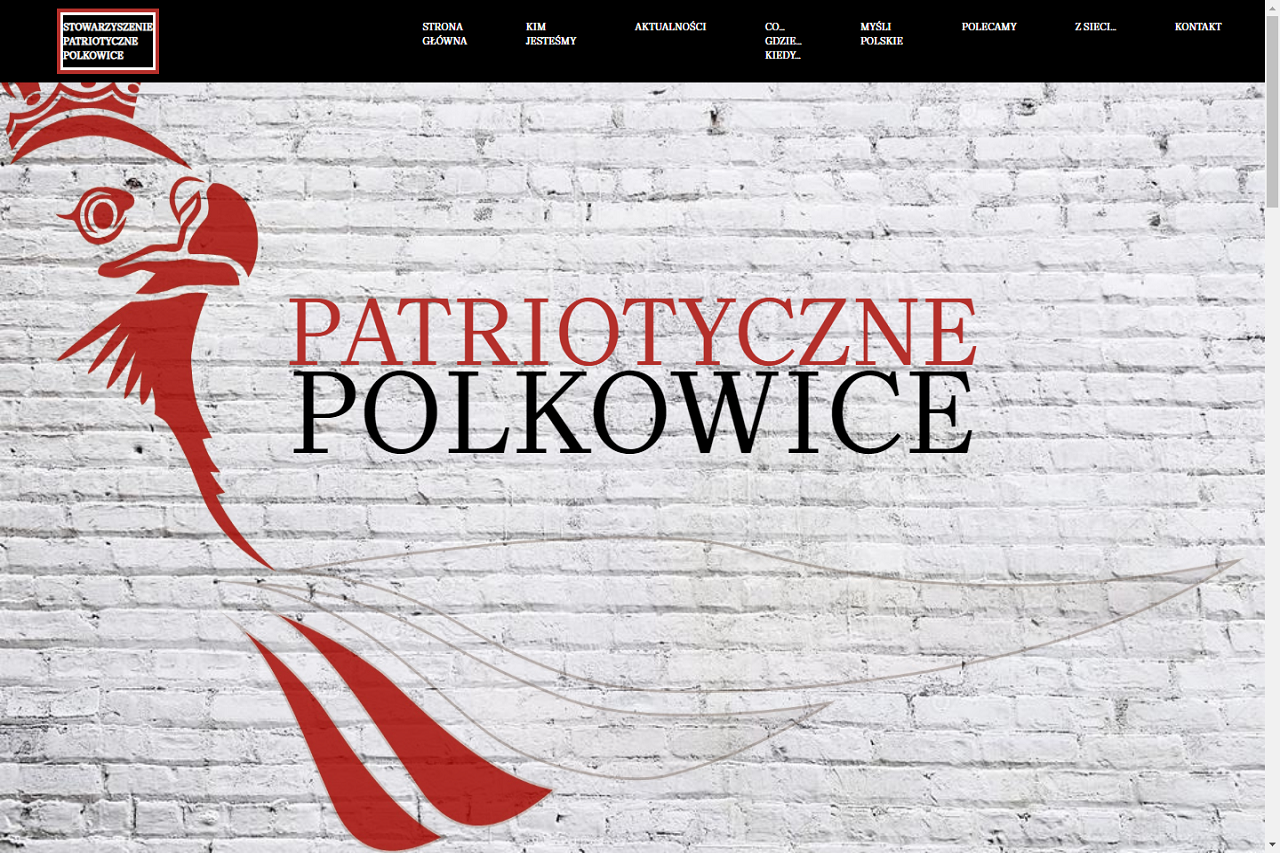 STOWARZYSZENIE
PATRIOTYCZNE
POLKOWICE
STRONA
GŁÓWNA
KIM
JESTEŚMY
AKTUALNOŚCI
CO...
GDZIE...
KIEDY...
MYŚLI
POLSKIE
POLECAMY
Z SIECI...
KONTAKT
PATRIOTYCZNE
POLKOWICE